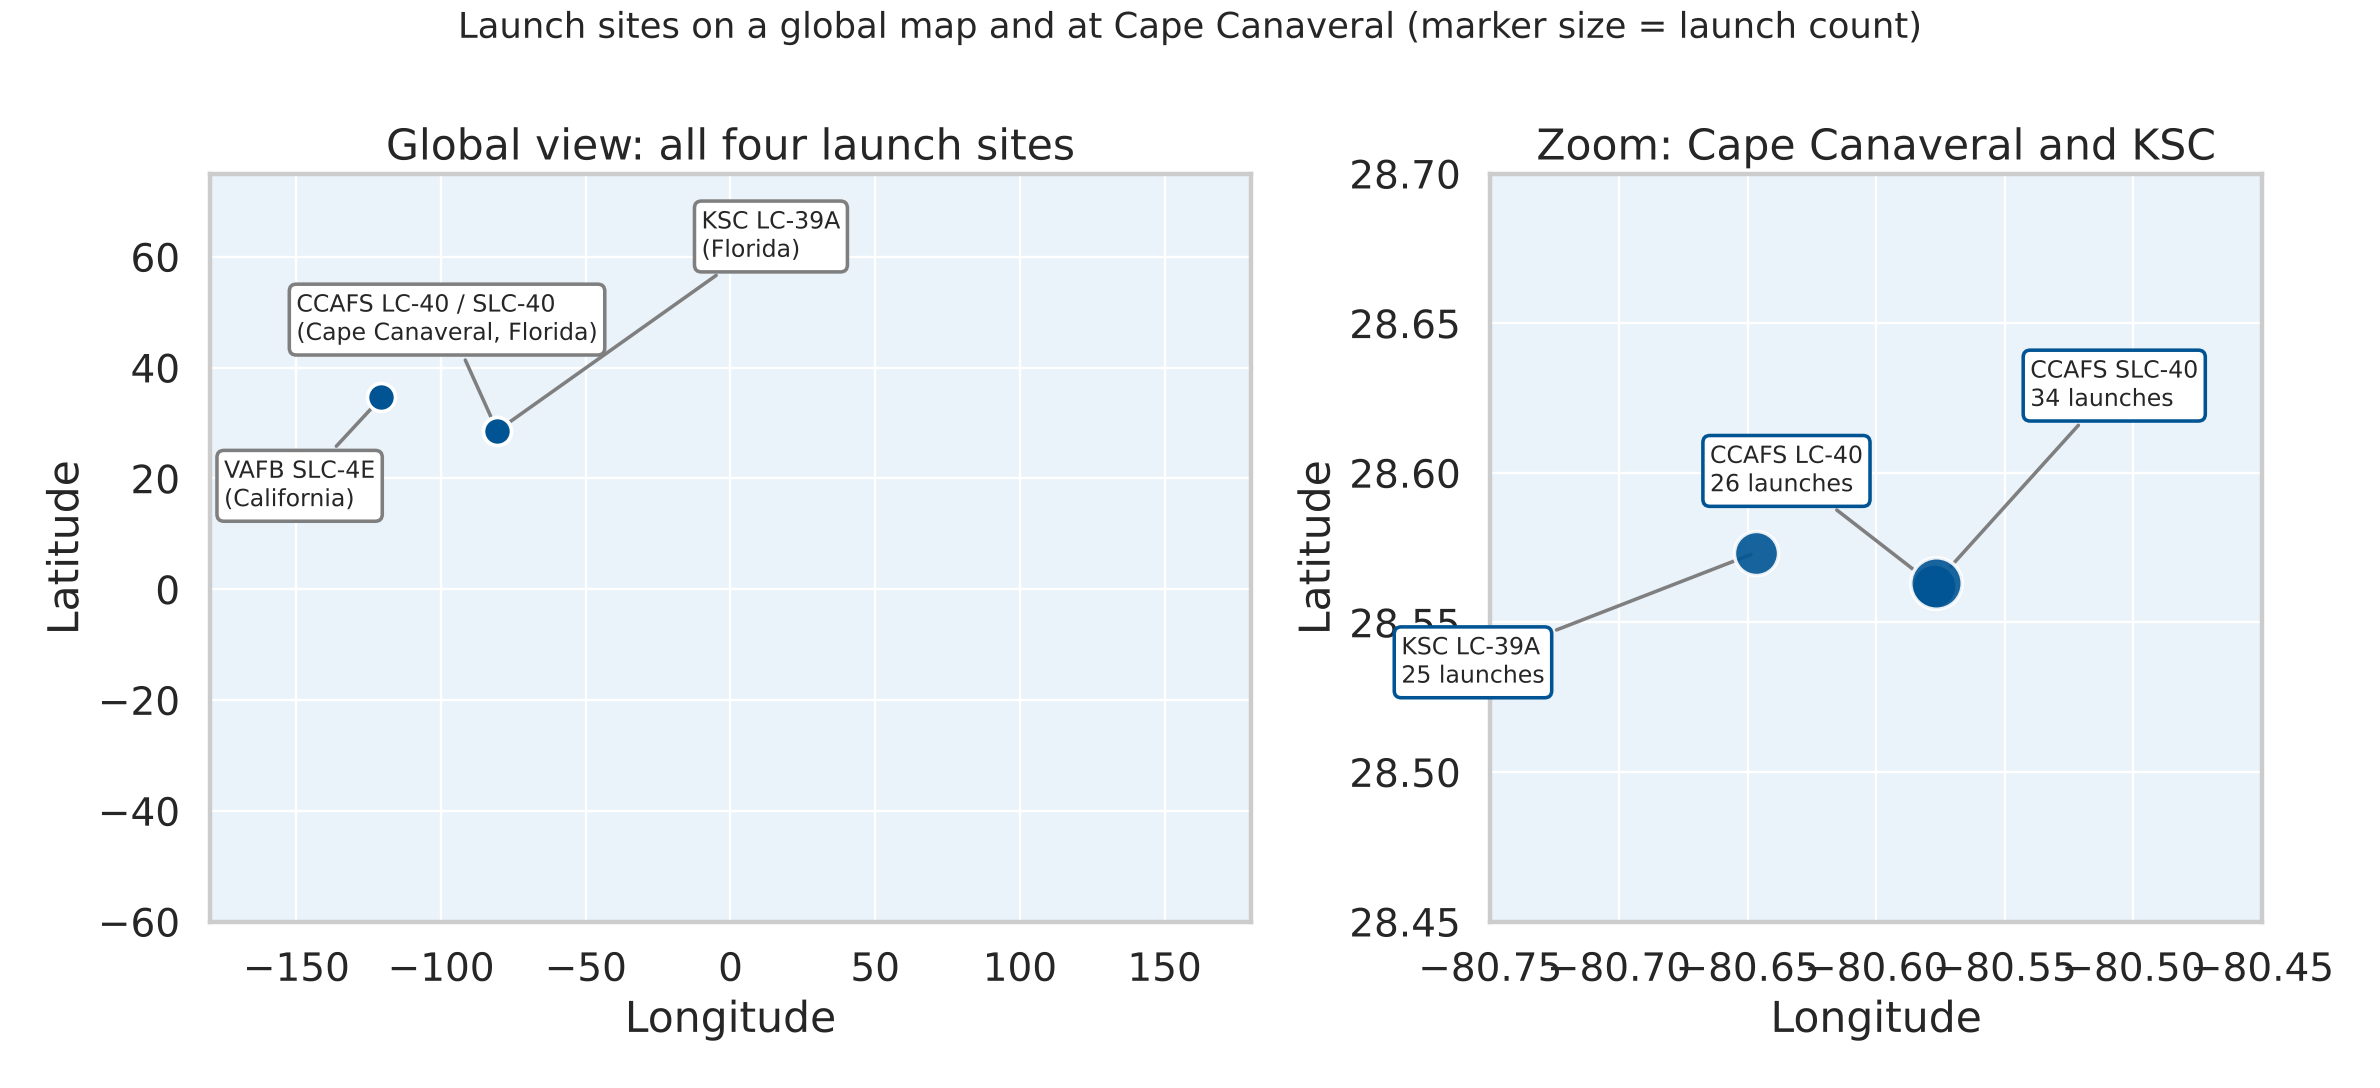 Launch sites on a global map and at Cape Canaveral (marker size = launch count)
Global view: all four launch sites
KSC LC-39A
(Florida)
CCAFS LC-40 / SLC-40
(Cape Canaveral, Florida)
VAFB SLC-4E
(California)
60
40
20
0
−20
−40
−60
Latitude
−150
−100
−50
0
50
100
150
Longitude
Zoom: Cape Canaveral and KSC
CCAFS SLC-40
34 launches
CCAFS LC-40
26 launches
KSC LC-39A
25 launches
28.70
28.65
28.60
28.55
28.50
28.45
Latitude
−80.75
−80.70
−80.65
−80.60
−80.55
−80.50
−80.45
Longitude